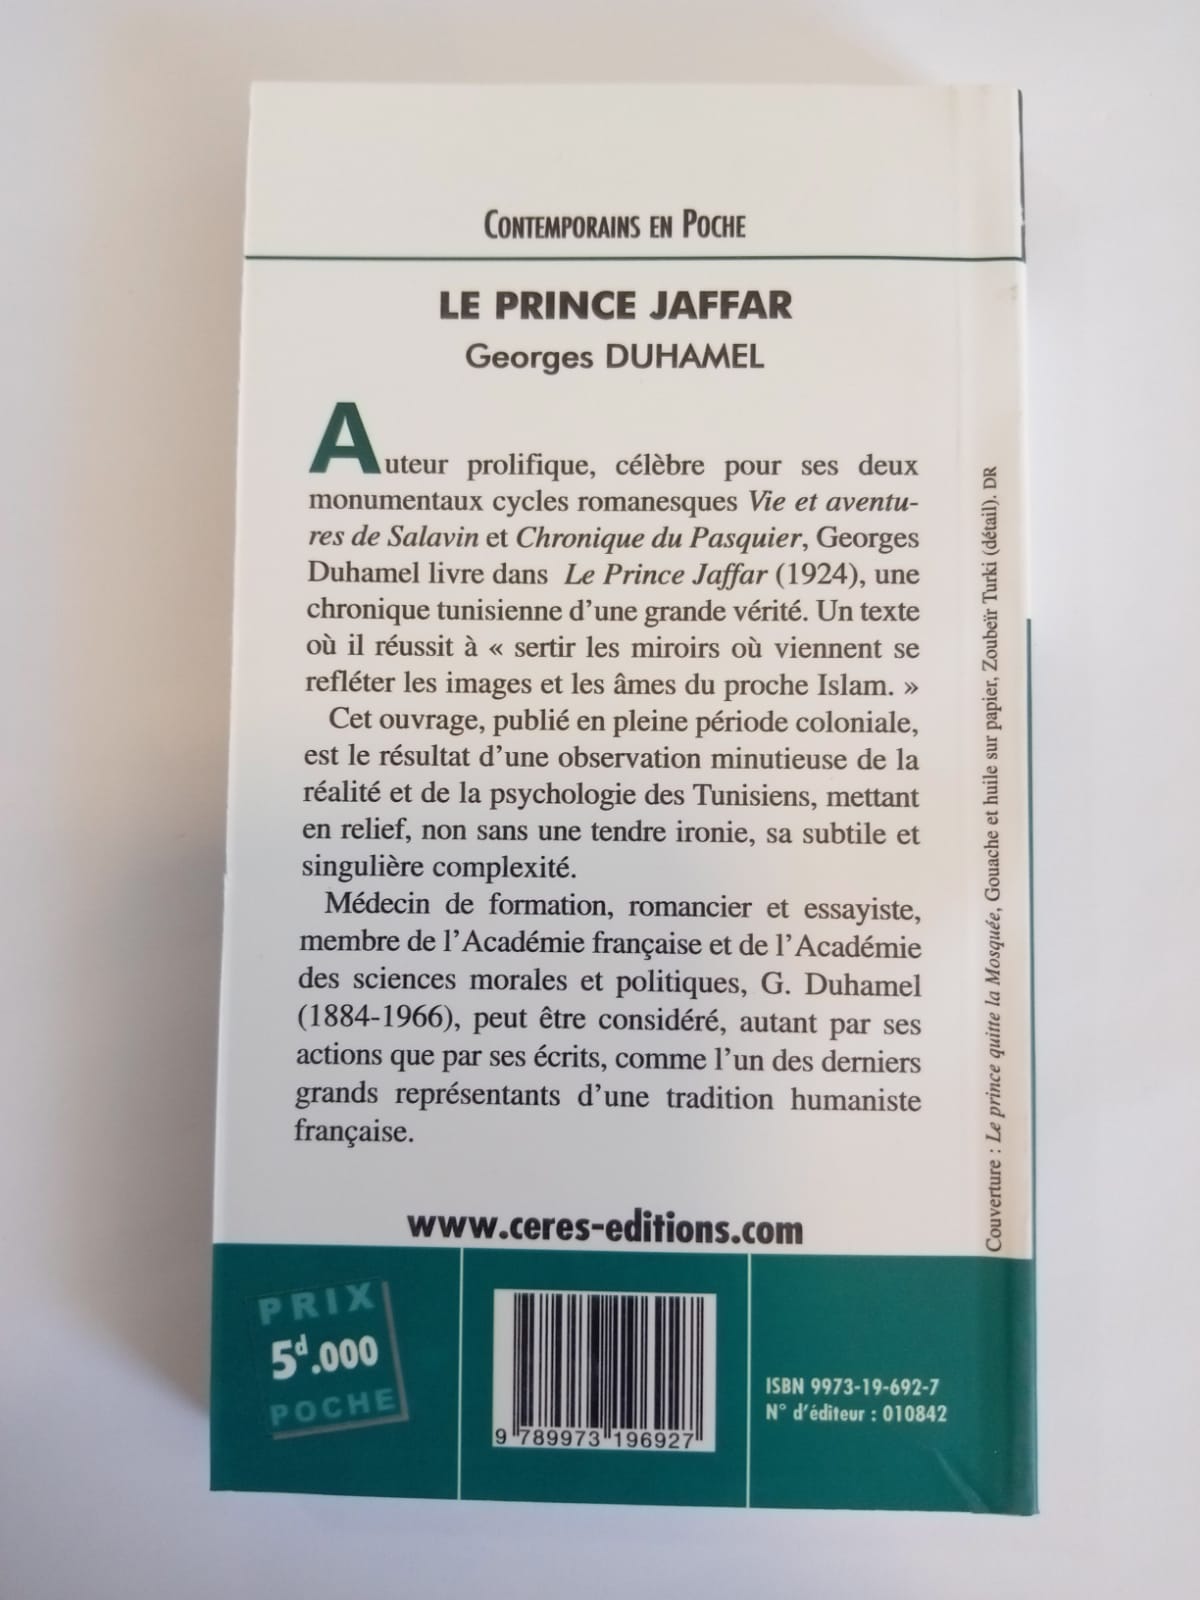 CONTEMPORAINS EN POCHE
LE PRINCE JAFFAR
Georges DUHAMEL
Auteur prolifique, célèbre pour ses deux
monumentaux cycles romanesques Vie et aventu-
res de Salavin et Chronique du Pasquier, Georges
Duhamel livre dans Le Prince Jaffar (1924), une
chronique tunisienne d'une grande vérité. Un texte
où il réussit à « sertir les miroirs où viennent se
refléter les images et les âmes du proche Islam. »
Cet ouvrage, publié en pleine période coloniale,
est le résultat d'une observation minutieuse de la
réalité et de la psychologie des Tunisiens, mettant
en relief, non sans une tendre ironie, sa subtile et
singulière complexité.
Médecin de formation, romancier et essayiste,
membre de l'Académie française et de l'Académie
des sciences morales et politiques, G. Duhamel
(1884-1966), peut être considéré, autant par ses
actions que par ses écrits, comme l'un des derniers
grands représentants d'une tradition humaniste
française.
www.ceres-editions.com
Couverture : Le prince quitte la Mosquée, Gouache et huile sur papier, Zoubeïr Turki (détail). DR
PRIX
5d.000
POCHE
9 789973 196927
ISBN 9973-19-692-7
N° d'éditeur : 010842